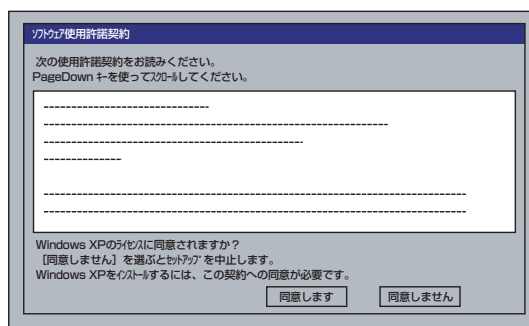 ｿﾌﾄｳｪｱ使用許諾契約
次の使用許諾契約をお読みください。
PageDown ｷｰを使ってｽｸﾛｰﾙしてください。
Windows XPのﾗｲｾﾝｽに同意されますか？
［同意しません］を選ぶとｾｯﾄｱｯﾌﾟを中止します。
Windows XPをｲﾝｽﾄｰﾙするには、この契約への同意が必要です。
同意します 同意しません